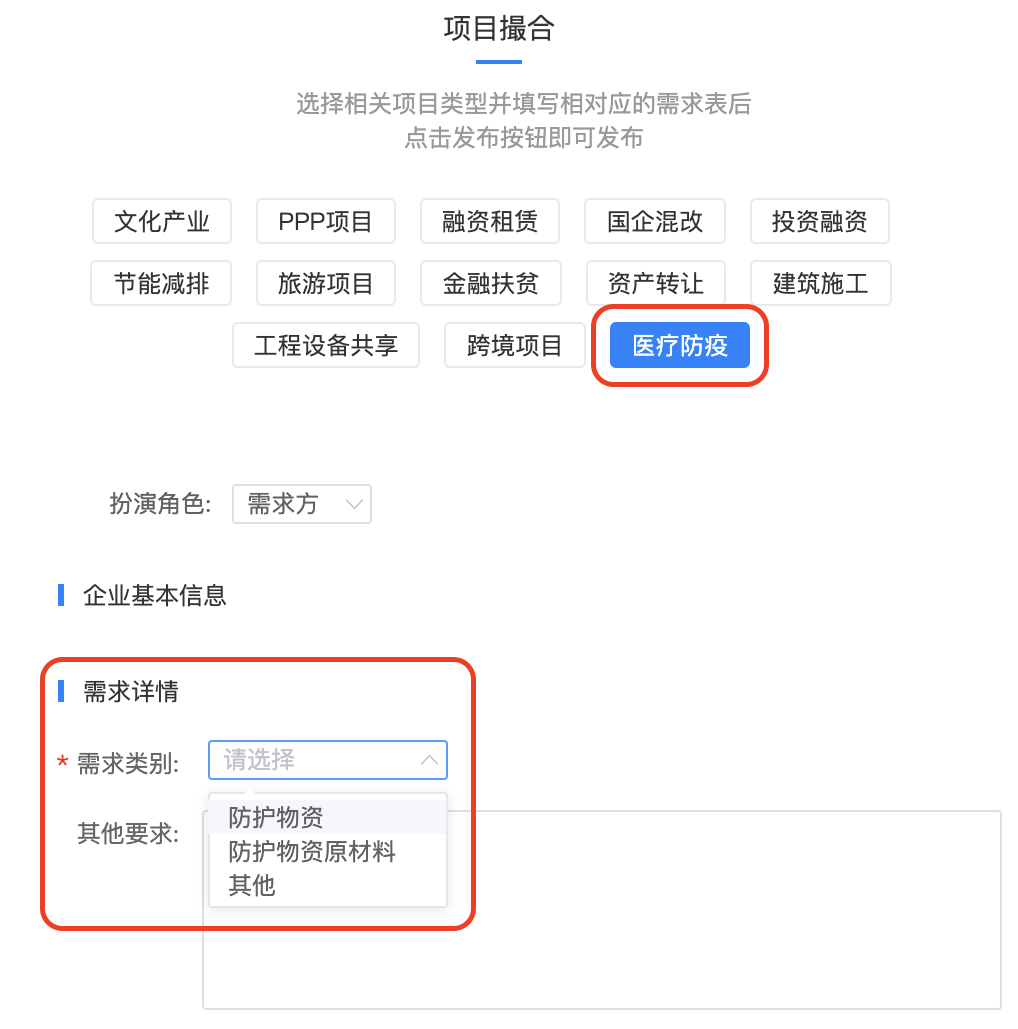 项目撮合
选择相关项目类型并填写相对应的需求表后
点击发布按钮即可发布
文化产业 PPP项目 融资租赁 国企混改 投资融资
节能减排 旅游项目 金融扶贫 资产转让 建筑施工
工程设备共享 跨境项目 医疗防疫
扮演角色: 需求方
企业基本信息
需求详情
* 需求类别: 请选择
防护物资
其他要求:
防护物资原材料
其他